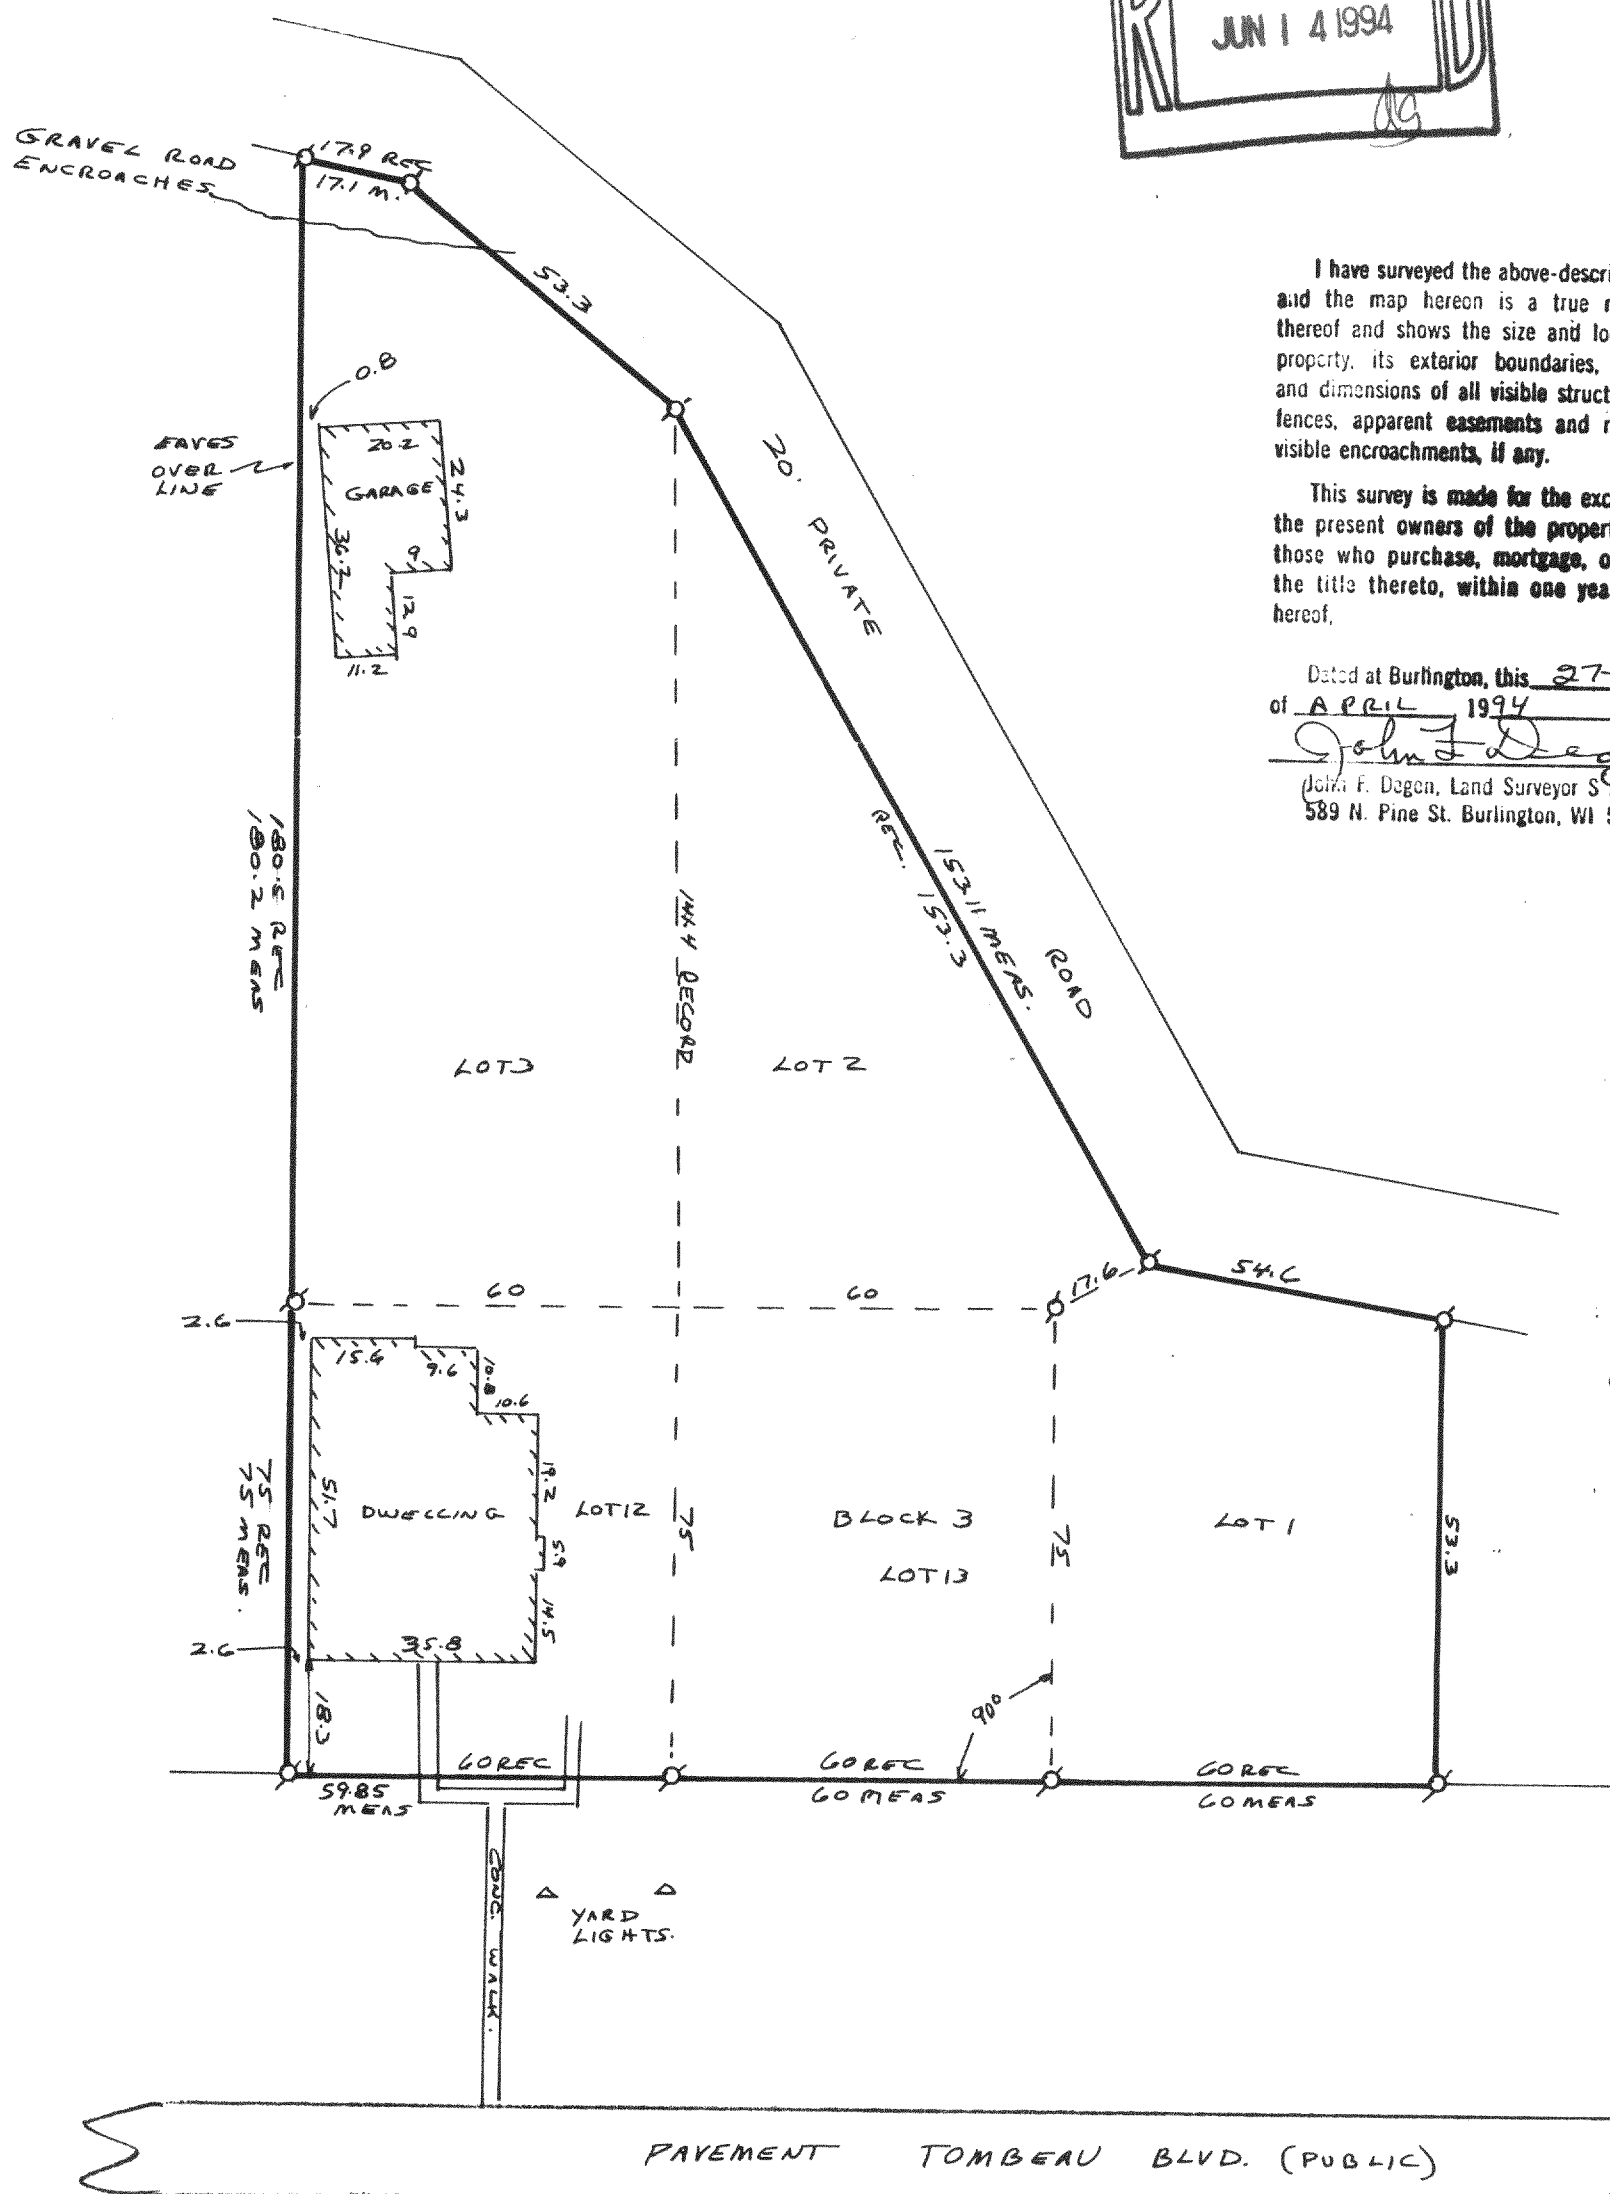 R
JUN 14 1994
D
dg
GRAVEL ROAD
ENCROACHES
17.9 REC
17.1 M.
53.3
0.8
EAVES
OVER
LINE
20.2
GARAGE
24.3
36.2
9
12.9
11.2
20' PRIVATE ROAD
I have surveyed the above-descri
and the map hereon is a true r
thereof and shows the size and lo
property, its exterior boundaries,
and dimensions of all visible struct
fences, apparent easements and r
visible encroachments, if any.
This survey is made for the exc
the present owners of the propert
those who purchase, mortgage, o
the title thereto, within one yea
hereof,
Dated at Burlington, this 27-
of APRIL 1994
John F. Degen, Land Surveyor S
589 N. Pine St. Burlington, WI 5
180.5 REC
180.2 MEAS
RECORD
153.11 MEAS.
REC. 153.3
LOT 3
LOT 2
60
60
17.6
54.6
2.6
15.6
9.6
10.8
10.6
51.7
DWELLING
19.2
5.9
14.5
35.8
LOT 12
75
BLOCK 3
LOT 13
75
LOT 1
53.3
75 REC
75 MEAS.
2.6
18.3
90°
60 REC
59.85
MEAS
60 REC
60 MEAS
60 REC
60 MEAS
CONC. WALK.
YARD
LIGHTS.
PAVEMENT TOMBEAU BLVD. (PUBLIC)